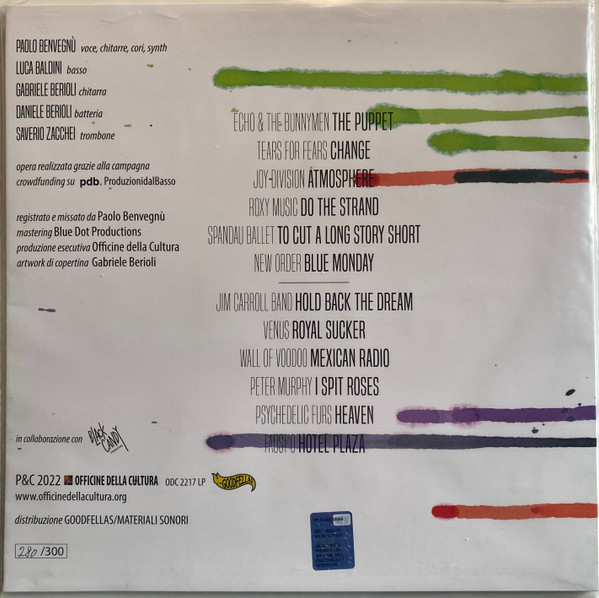 PAOLO BENVEGNÙ voce, chitarre, cori, synth
LUCA BALDINI basso
GABRIELE BERIOLI chitarra
DANIELE BERIOLI batteria
SAVERIO ZACCHEI trombone
opera realizzata grazie alla campagna
crowdfunding su pdb. ProduzionidalBasso
registrato e missato da Paolo Benvegnù
mastering Blue Dot Productions
produzione esecutiva Officine della Cultura
artwork di copertina Gabriele Berioli
ECHO & THE BUNNYMEN THE PUPPET
TEARS FOR FEARS CHANGE
JOY DIVISION ATMOSPHERE
ROXY MUSIC DO THE STRAND
SPANDAU BALLET TO CUT A LONG STORY SHORT
NEW ORDER BLUE MONDAY
JIM CARROLL BAND HOLD BACK THE DREAM
VENUS ROYAL SUCKER
WALL OF VOODOO MEXICAN RADIO
PETER MURPHY I SPIT ROSES
PSYCHEDELIC FURS HEAVEN
FAUST'O HOTEL PLAZA
in collaborazione con BLACK CANDY
P&C 2022 OFFICINE DELLA CULTURA ODC 2217 LP GOODFELLAS
www.officinedellacultura.org
distribuzione GOODFELLAS/MATERIALI SONORI
280 /300